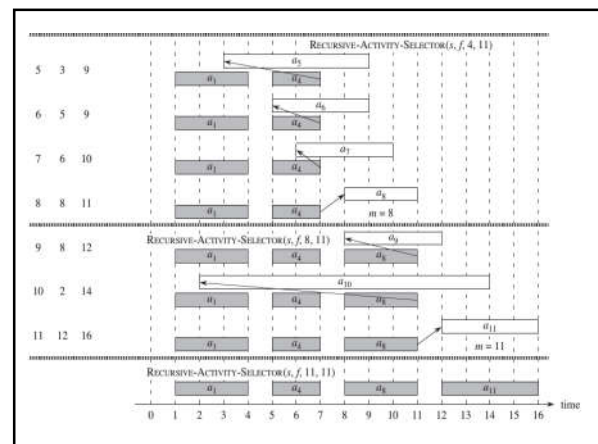 RECURSIVE-ACTIVITY-SELECTOR(s, f, 4, 11)
5 3 9 a5
a1 a4
6 5 9 a6
a1 a4
7 6 10 a7
a1 a4
8 8 11 a8
a1 a4 m = 8
RECURSIVE-ACTIVITY-SELECTOR(s, f, 8, 11)
9 8 12 a9
a1 a4 a8
10 2 14 a10
a1 a4 a8
11 12 16 a11
a1 a4 a8 m = 11
RECURSIVE-ACTIVITY-SELECTOR(s, f, 11, 11)
a1 a4 a8 a11
time
0 1 2 3 4 5 6 7 8 9 10 11 12 13 14 15 16